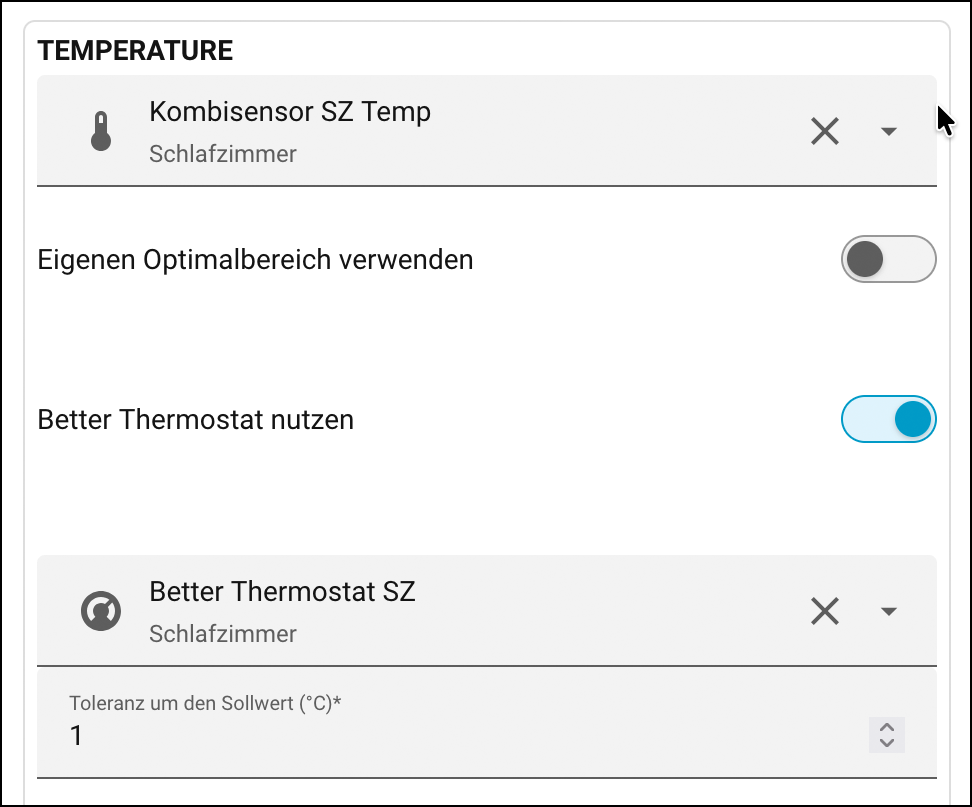 TEMPERATURE
Kombisensor SZ Temp
Schlafzimmer
Eigenen Optimalbereich verwenden
Better Thermostat nutzen
Better Thermostat SZ
Schlafzimmer
Toleranz um den Sollwert (°C)*
1